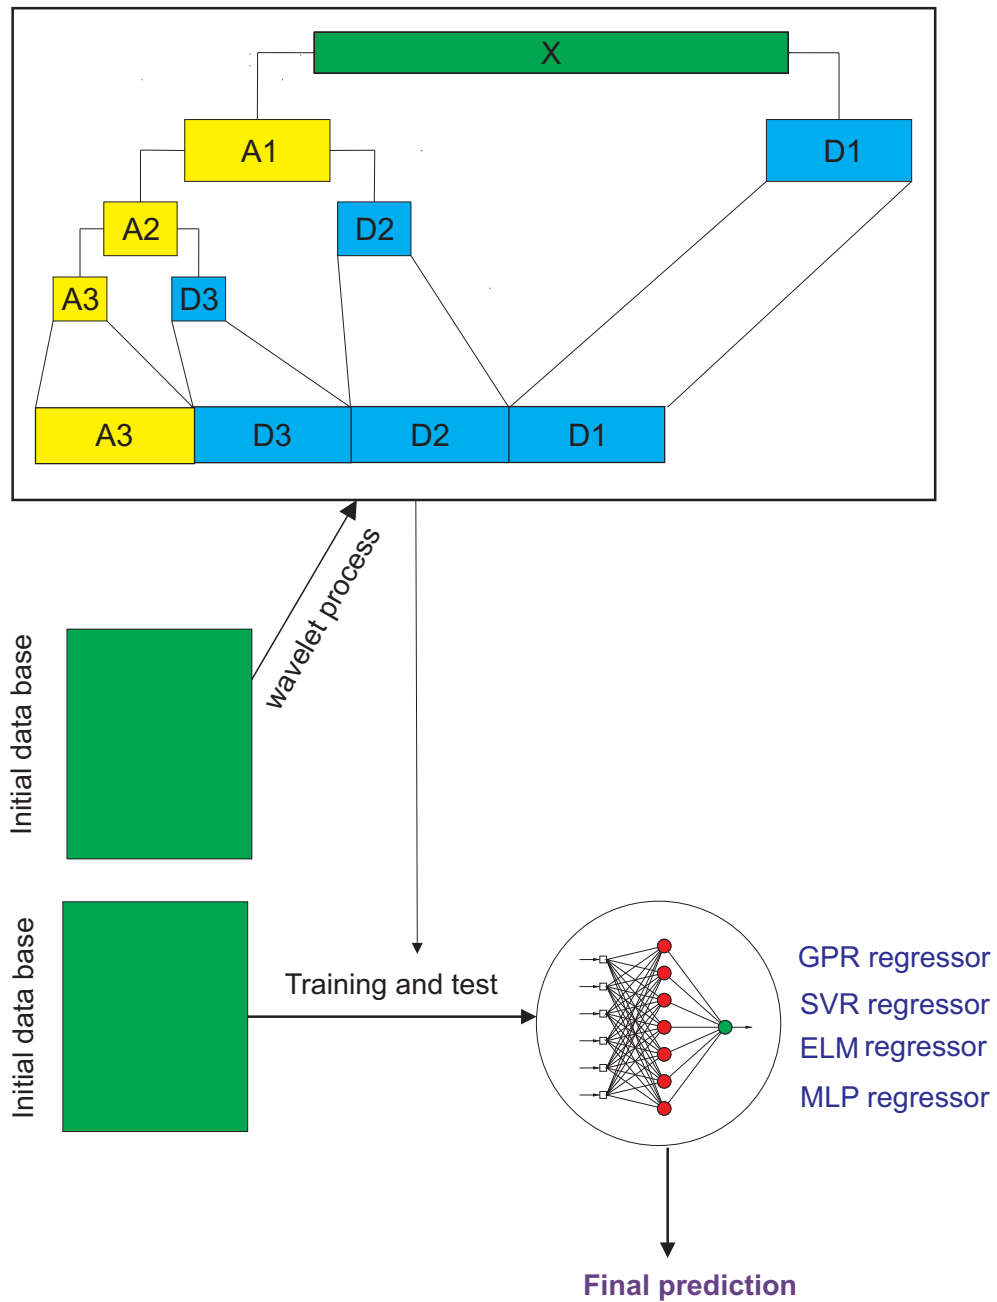 X
A1
D1
A2
D2
A3
D3
A3
D3
D2
D1
wavelet process
Initial data base
Initial data base
Training and test
GPR regressor
SVR regressor
ELM regressor
MLP regressor
Final prediction